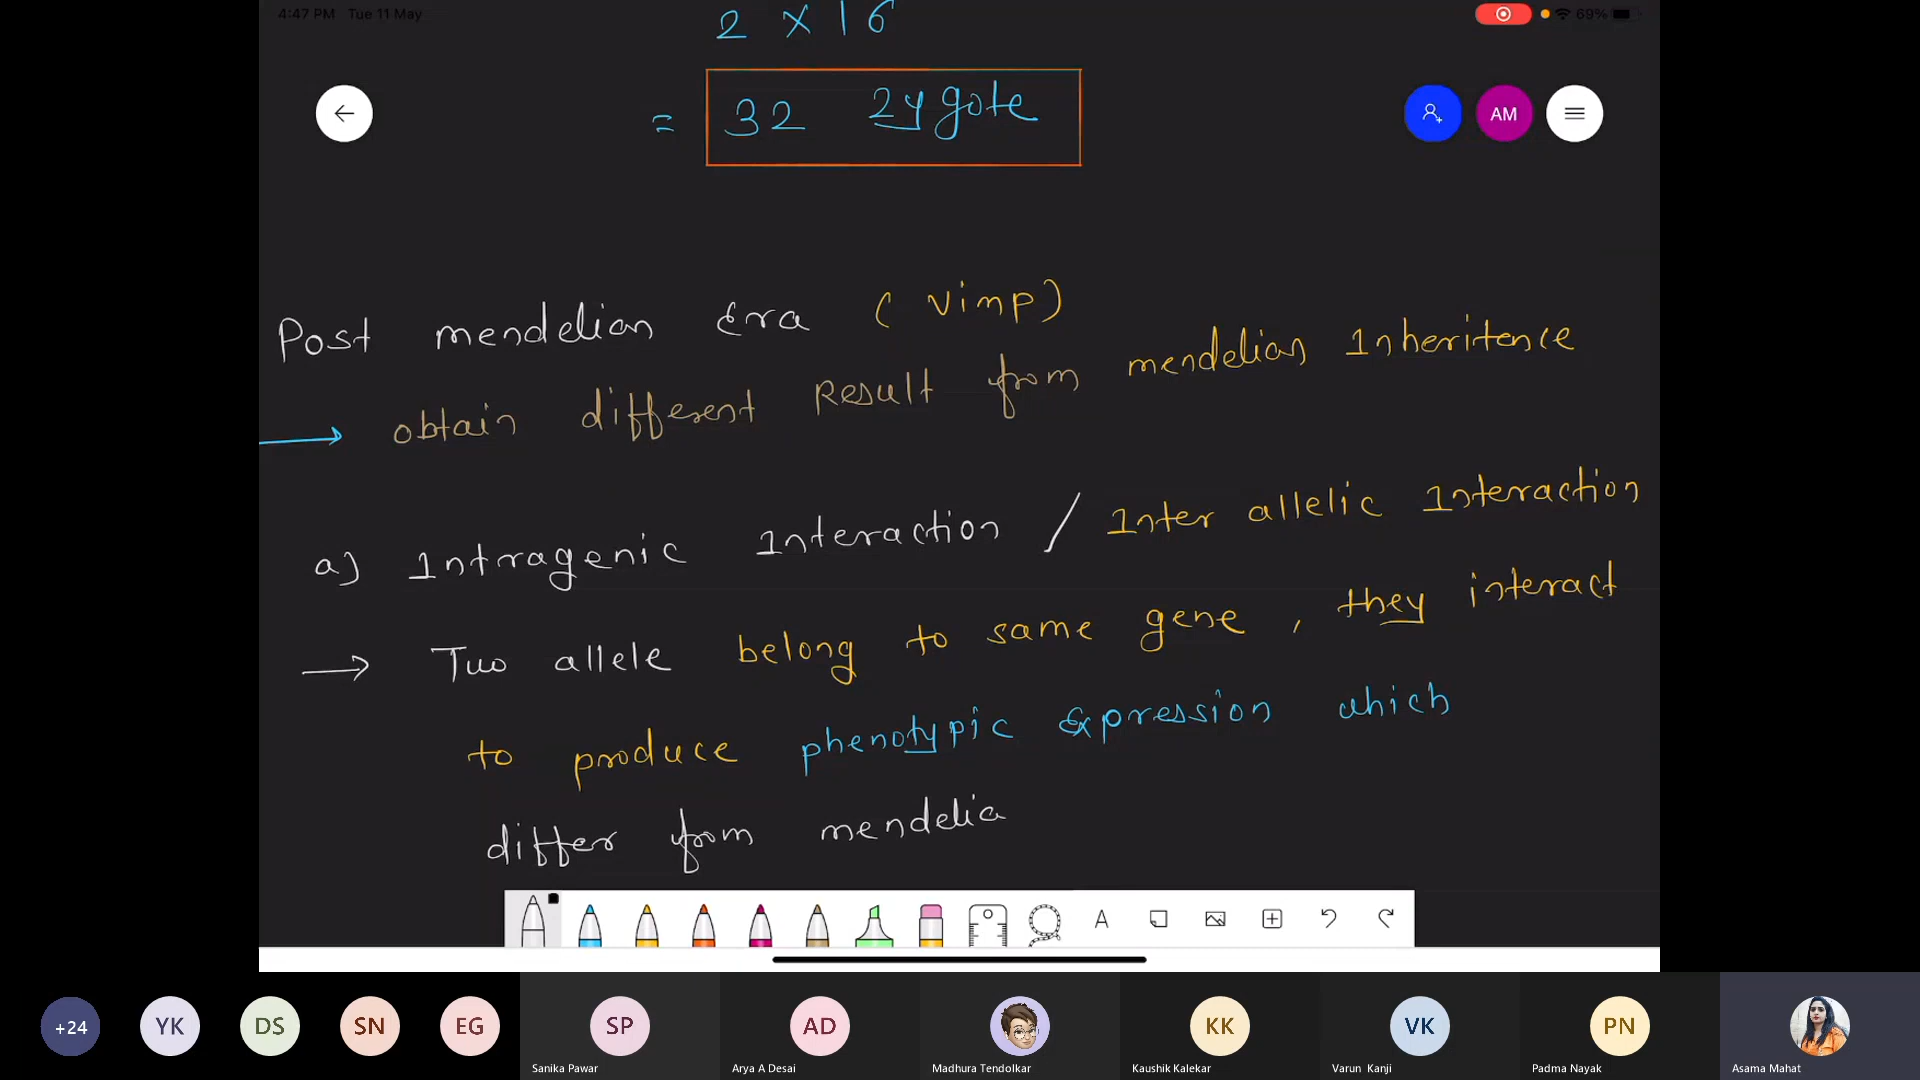 4:47 PM Tue 11 May
69%
2 × 16
= 32 zygote
AM
Post mendelian Era (Vimp)
→ obtain different Result from mendelian Inheritence
a) Intragenic Interaction / Inter allelic Interaction
→ Two allele belong to same gene, they interact
to produce phenotypic Expression which
differ from mendelia
A
+24 YK DS SN EG SP AD KK VK PN
Sanika Pawar Arya A Desai Madhura Tendolkar Kaushik Kalekar Varun Kanji Padma Nayak Asama Mahat